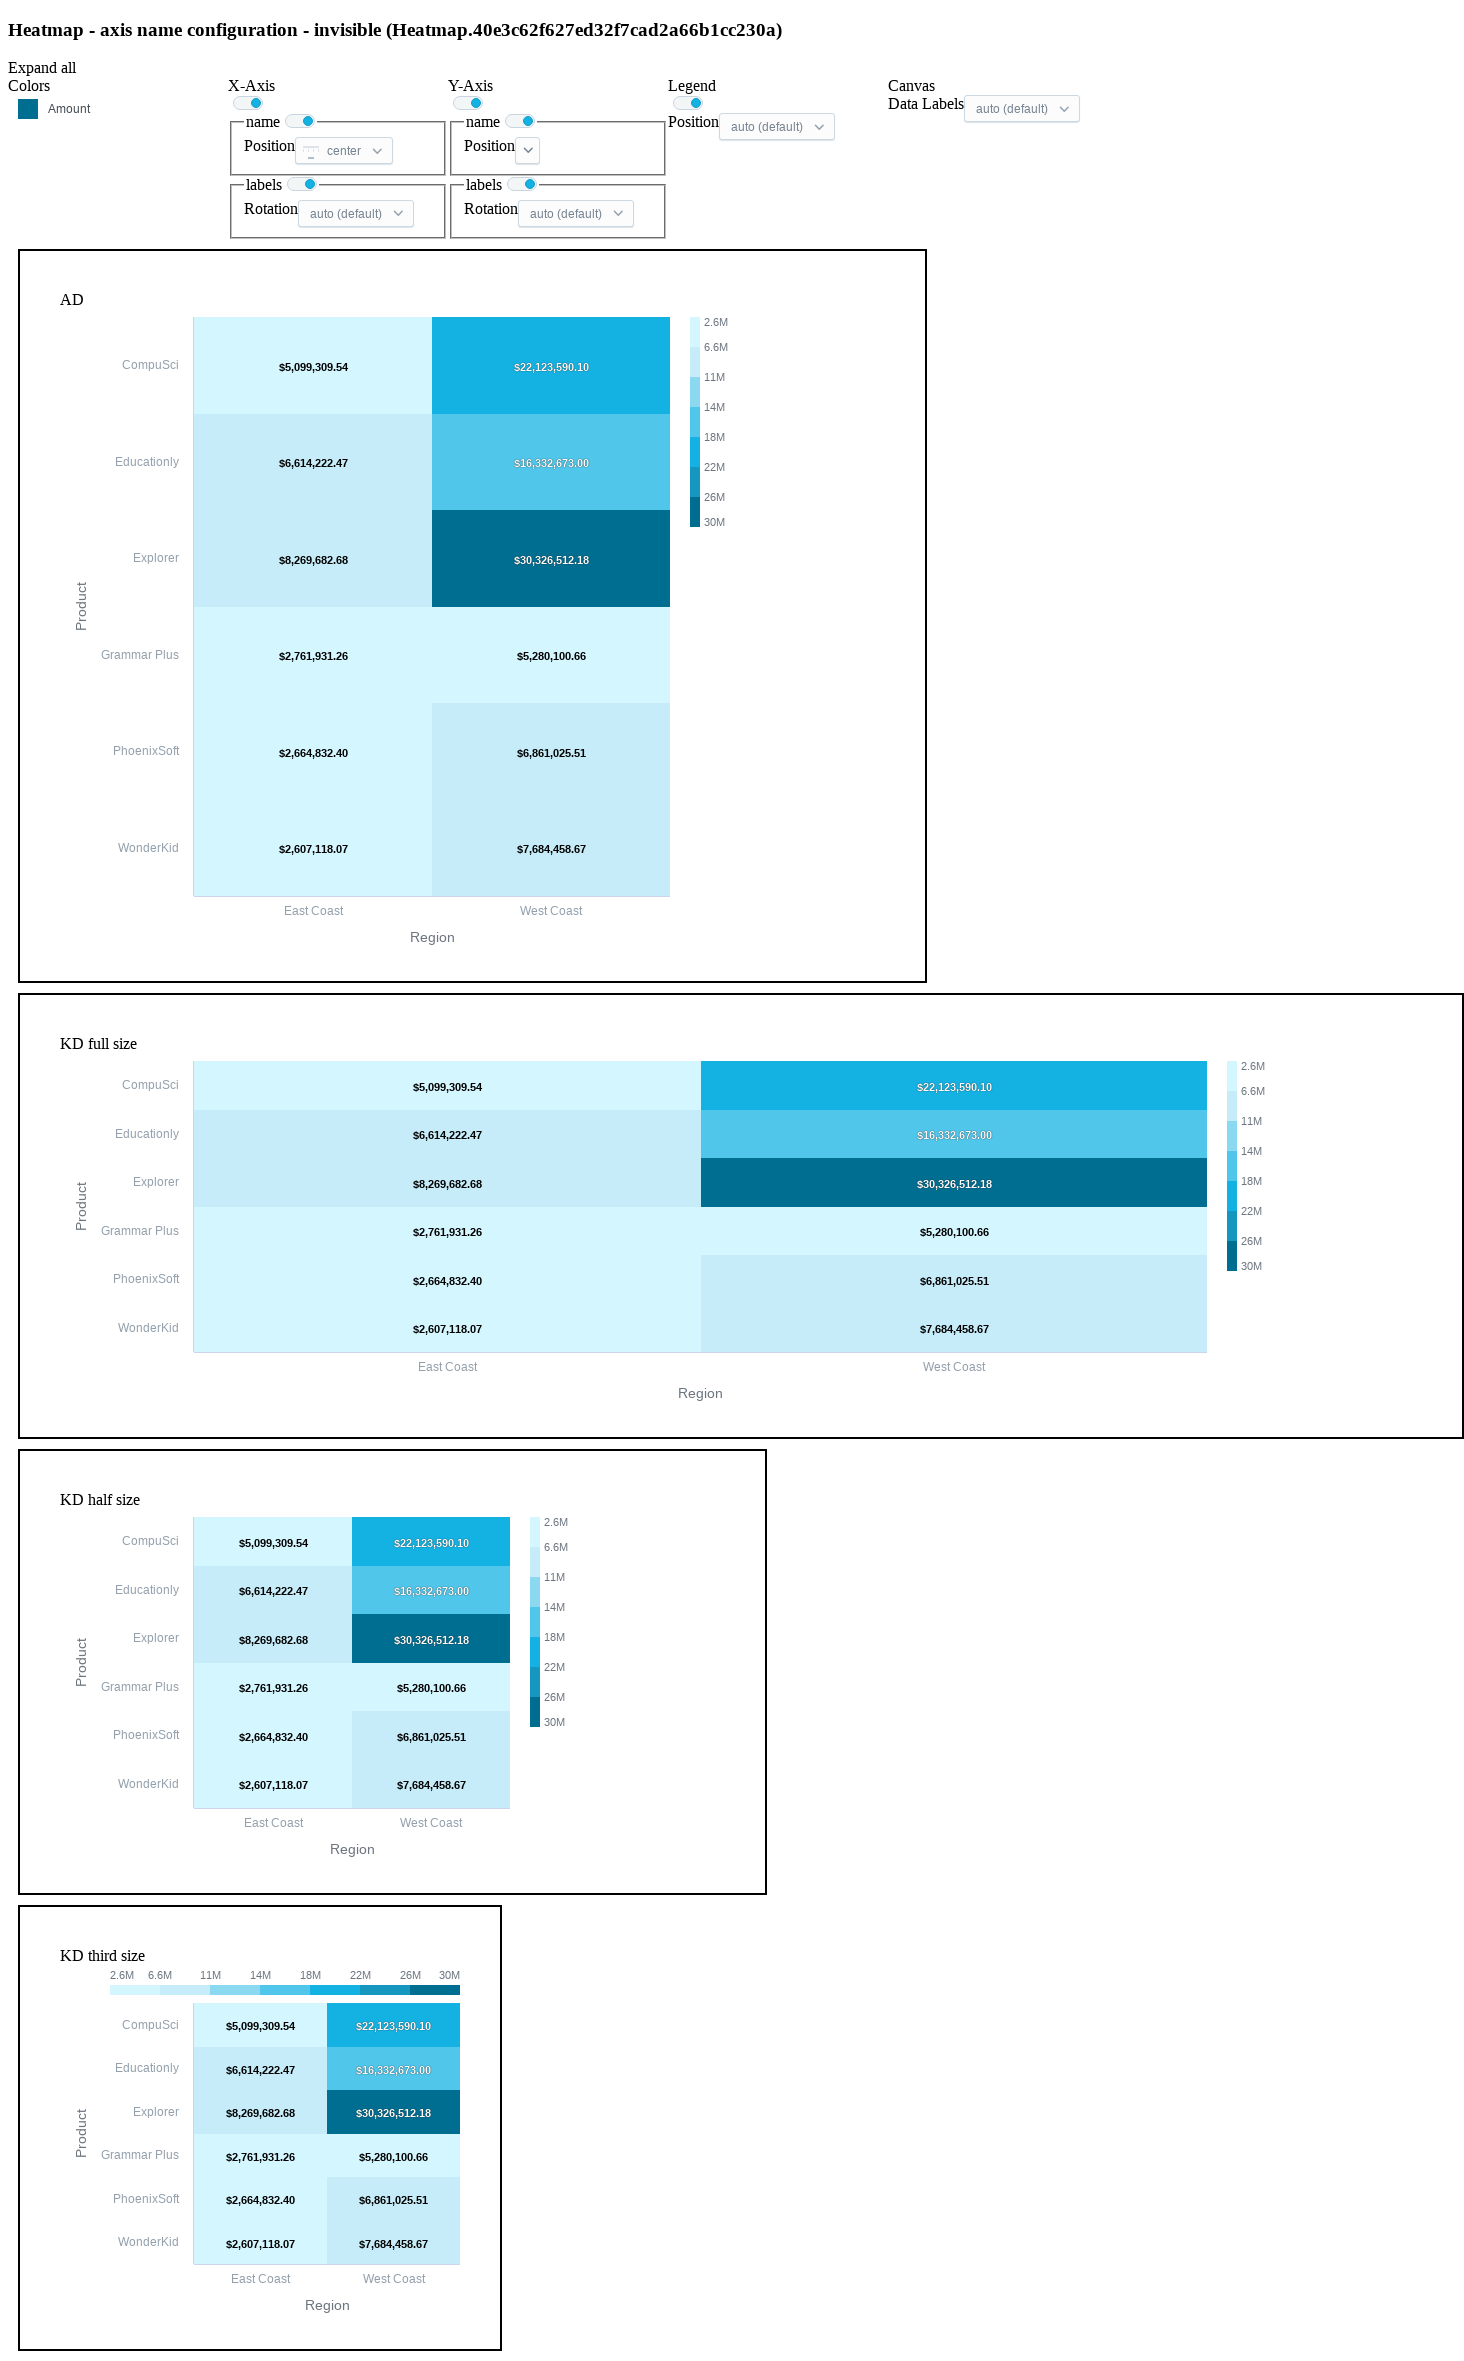 Heatmap - axis name configuration - invisible (Heatmap.40e3c62f627ed32f7cad2a66b1cc230a)
Expand all
Colors
Amount
X-Axis
name
Position center
labels
Rotation auto (default)
Y-Axis
name
Position
labels
Rotation auto (default)
Legend
Position auto (default)
Canvas
Data Labels auto (default)
AD
CompuSci $5,099,309.54 $22,123,590.10
Educationly $6,614,222.47 $16,332,673.00
Explorer $8,269,682.68 $30,326,512.18
Grammar Plus $2,761,931.26 $5,280,100.66
PhoenixSoft $2,664,832.40 $6,861,025.51
WonderKid $2,607,118.07 $7,684,458.67
Product
East Coast West Coast
Region
2.6M
6.6M
11M
14M
18M
22M
26M
30M
KD full size
CompuSci $5,099,309.54 $22,123,590.10
Educationly $6,614,222.47 $16,332,673.00
Explorer $8,269,682.68 $30,326,512.18
Grammar Plus $2,761,931.26 $5,280,100.66
PhoenixSoft $2,664,832.40 $6,861,025.51
WonderKid $2,607,118.07 $7,684,458.67
Product
East Coast West Coast
Region
2.6M
6.6M
11M
14M
18M
22M
26M
30M
KD half size
CompuSci $5,099,309.54 $22,123,590.10
Educationly $6,614,222.47 $16,332,673.00
Explorer $8,269,682.68 $30,326,512.18
Grammar Plus $2,761,931.26 $5,280,100.66
PhoenixSoft $2,664,832.40 $6,861,025.51
WonderKid $2,607,118.07 $7,684,458.67
Product
East Coast West Coast
Region
2.6M
6.6M
11M
14M
18M
22M
26M
30M
KD third size
2.6M 6.6M 11M 14M 18M 22M 26M 30M
CompuSci $5,099,309.54 $22,123,590.10
Educationly $6,614,222.47 $16,332,673.00
Explorer $8,269,682.68 $30,326,512.18
Grammar Plus $2,761,931.26 $5,280,100.66
PhoenixSoft $2,664,832.40 $6,861,025.51
WonderKid $2,607,118.07 $7,684,458.67
Product
East Coast West Coast
Region